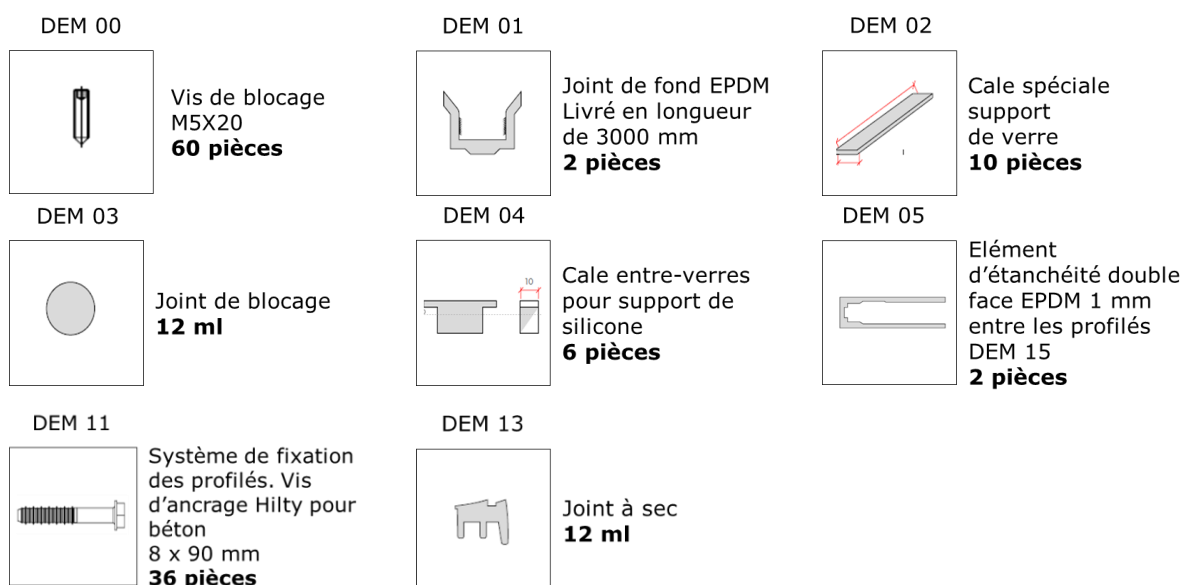 DEM 00
Vis de blocage
M5X20
60 pièces
DEM 01
Joint de fond EPDM
Livré en longueur
de 3000 mm
2 pièces
DEM 02
Cale spéciale
support
de verre
10 pièces
DEM 03
Joint de blocage
12 ml
DEM 04
10
Cale entre-verres
pour support de
silicone
6 pièces
DEM 05
Elément
d’étanchéité double
face EPDM 1 mm
entre les profilés
DEM 15
2 pièces
DEM 11
Système de fixation
des profilés. Vis
d’ancrage Hilty pour
béton
8 x 90 mm
36 pièces
DEM 13
Joint à sec
12 ml